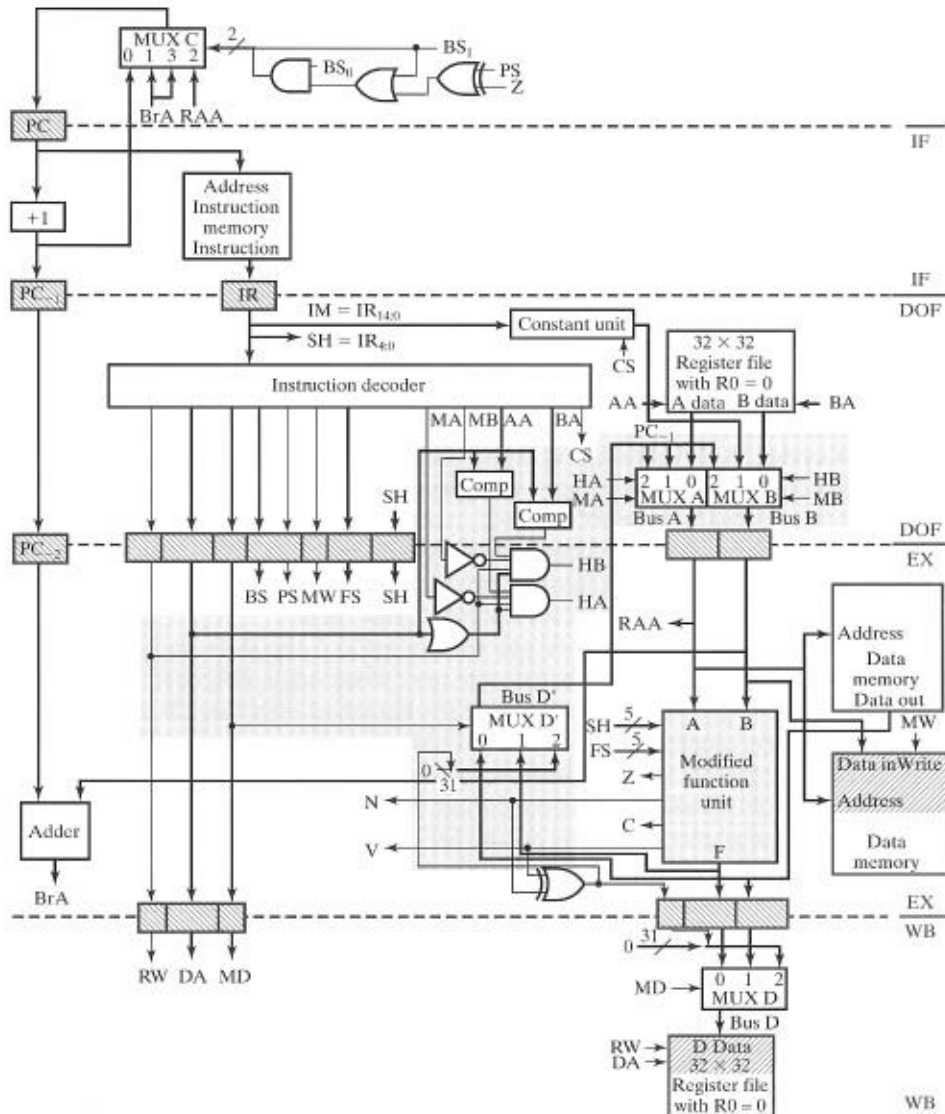 MUX C
0 1 3 2
2
BS₁
BS₀
PS
Z
BrA RAA
PC
IF
Address
Instruction
memory
Instruction
+1
PC₋₁
IR
IF
DOF
IM = IR₁₄:₀
SH = IR₄:₀
Constant unit
CS
32 × 32
Register file
with R0 = 0
A data B data
AA
BA
Instruction decoder
MA MB AA BA
CS
PC₋₁
Comp
Comp
HA
MA
2 1 0 2 1 0
MUX A MUX B
HB
MB
SH
Bus A Bus B
PC₋₂
DOF
EX
BS PS MW FS SH
HB
HA
RAA
Address
Data
memory
Data out
MW
Bus D'
MUX D'
0 1 2
0
31
SH 5
FS 5
A B
Modified
function
unit
F
Z
N
C
V
Data in Write
Address
Data
memory
Adder
BrA
EX
WB
0 31
RW DA MD
MD
0 1 2
MUX D
Bus D
RW
DA
D Data
32 × 32
Register file
with R0 = 0
WB